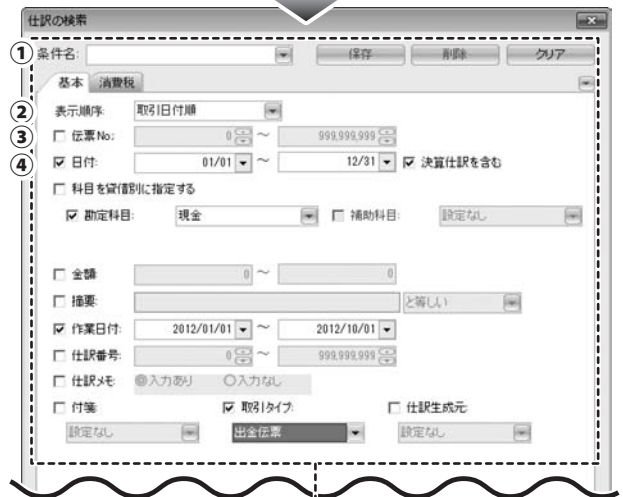 仕訳の検索
① 条件名: 保存 削除 クリア
基本 消費税
② 表示順序: 取引日付順
③ 伝票No.: 0 ～ 999,999,999
④ 日付: 01/01 ～ 12/31 決算仕訳を含む
科目を貸借別に指定する
勘定科目: 現金 補助科目: 設定なし
金額: 0 ～ 0
摘要: と等しい
作業日付: 2012/01/01 ～ 2012/10/01
仕訳番号: 0 ～ 999,999,999
仕訳メモ: 入力あり 入力なし
付箋: 取引タイプ: 仕訳生成元:
設定なし 出金伝票 設定なし